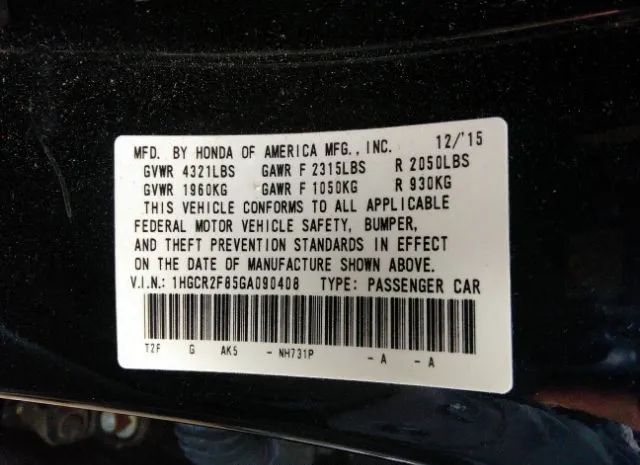 MFD. BY HONDA OF AMERICA MFG., INC. 12/'15
GVWR 4321LBS GAWR F 2315LBS R 2050LBS
GVWR 1960KG GAWR F 1050KG R 930KG
THIS VEHICLE CONFORMS TO ALL APPLICABLE
FEDERAL MOTOR VEHICLE SAFETY, BUMPER,
AND THEFT PREVENTION STANDARDS IN EFFECT
ON THE DATE OF MANUFACTURE SHOWN ABOVE.
V.I.N.: 1HGCR2F85GA090408 TYPE: PASSENGER CAR
T2F G AK5 - NH731P - A - A